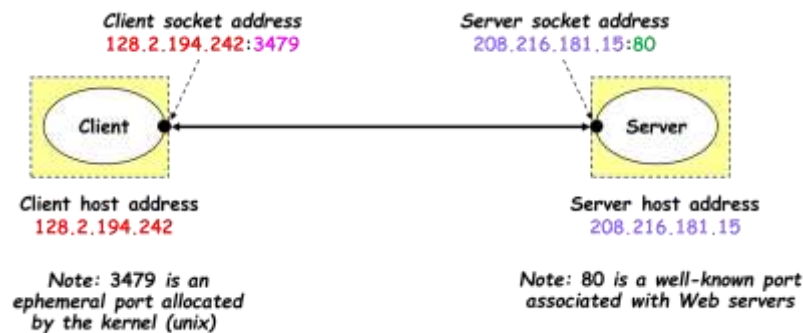 Client socket address
128.2.194.242:3479
Server socket address
208.216.181.15:80
Client
Server
Client host address
128.2.194.242
Server host address
208.216.181.15
Note: 3479 is an
ephemeral port allocated
by the kernel (unix)
Note: 80 is a well-known port
associated with Web servers